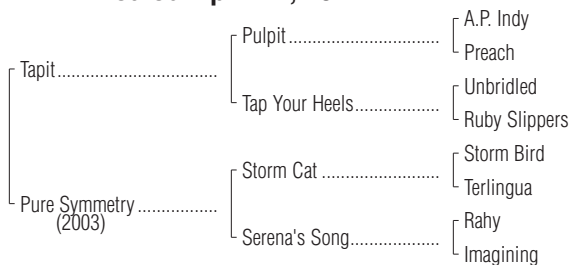 Pulpit........................................
A.P. Indy
Preach
Tapit..........................................
Tap Your Heels......................
Unbridled
Ruby Slippers
Storm Cat ...............................
Storm Bird
Terlingua
Pure Symmetry .....................
(2003)
Serena's Song.......................
Rahy
Imagining